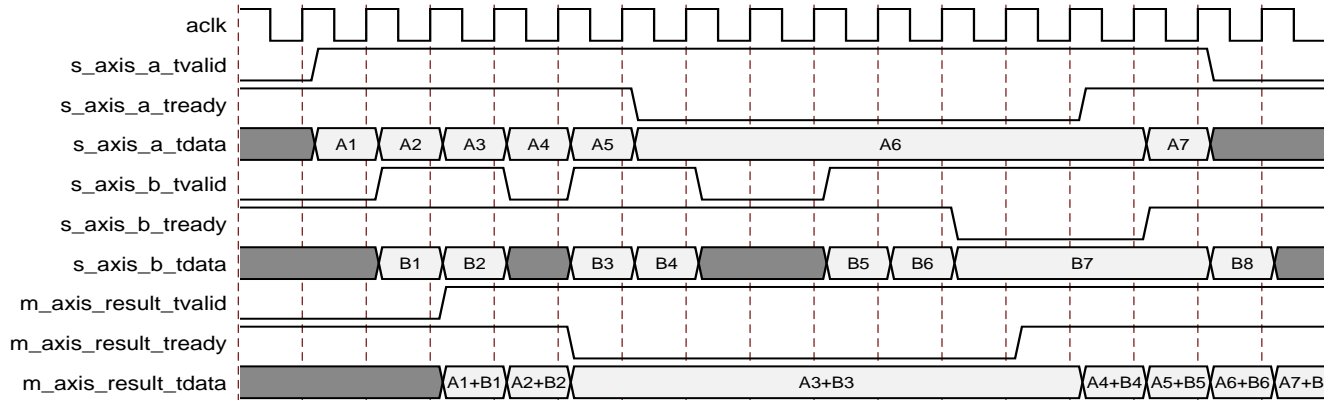 aclk
s_axis_a_tvalid
s_axis_a_tready
s_axis_a_tdata A1 A2 A3 A4 A5 A6 A7
s_axis_b_tvalid
s_axis_b_tready
s_axis_b_tdata B1 B2 B3 B4 B5 B6 B7 B8
m_axis_result_tvalid
m_axis_result_tready
m_axis_result_tdata A1+B1 A2+B2 A3+B3 A4+B4 A5+B5 A6+B6 A7+B